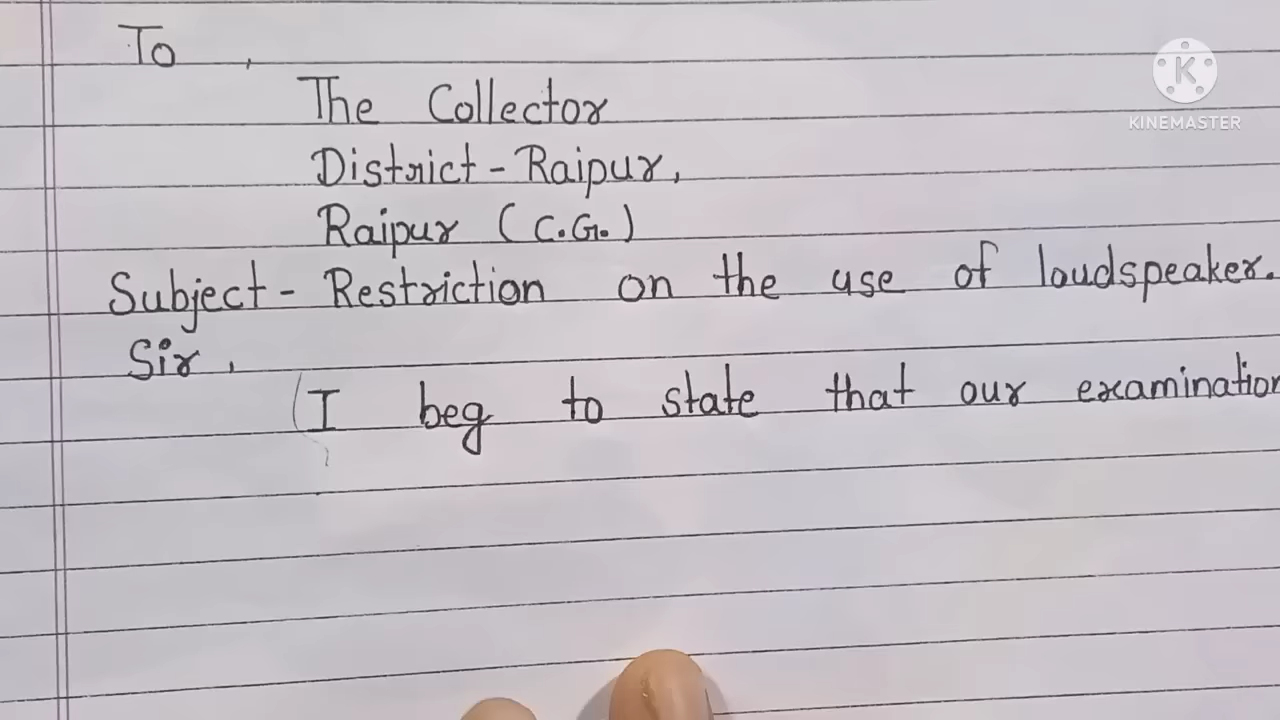 To ,
The Collector
District - Raipur,
Raipur (C.G.)
Subject - Restriction on the use of loudspeaker.
Sir,
I beg to state that our examination
K
KINEMASTER